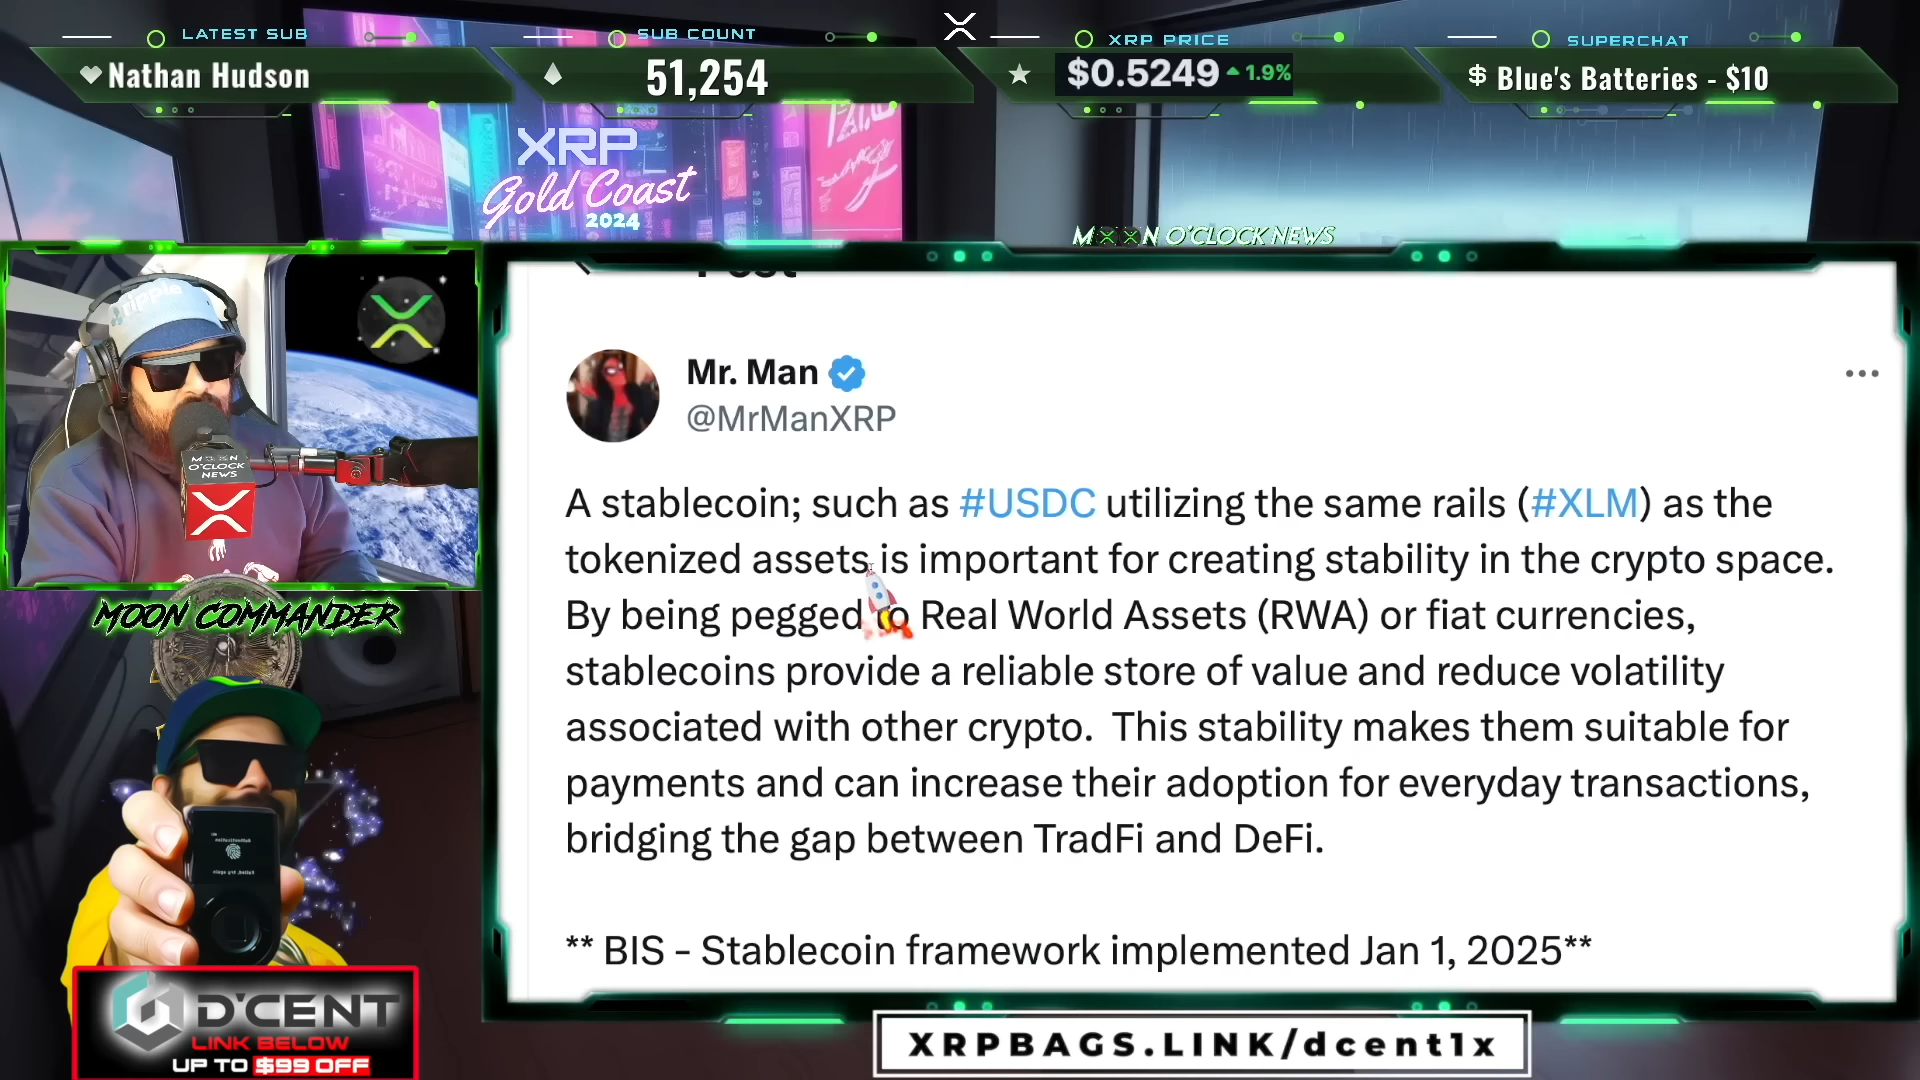 LATEST SUB
Nathan Hudson
SUB COUNT
51,254
XRP PRICE
$0.5249 1.9%
SUPERCHAT
$ Blue's Batteries - $10
XRP
Gold Coast
2024
MXXN O'CLOCK NEWS
Post
ripple
Mr. Man
@MrManXRP
A stablecoin; such as #USDC utilizing the same rails (#XLM) as the
tokenized assets is important for creating stability in the crypto space.
By being pegged to Real World Assets (RWA) or fiat currencies,
stablecoins provide a reliable store of value and reduce volatility
associated with other crypto. This stability makes them suitable for
payments and can increase their adoption for everyday transactions,
bridging the gap between TradFi and DeFi.
** BIS - Stablecoin framework implemented Jan 1, 2025**
MXXN
O'CLOCK
NEWS
MOON COMMANDER
D'CENT
LINK BELOW
UP TO $99 OFF
XRPBAGS.LINK/dcent1x